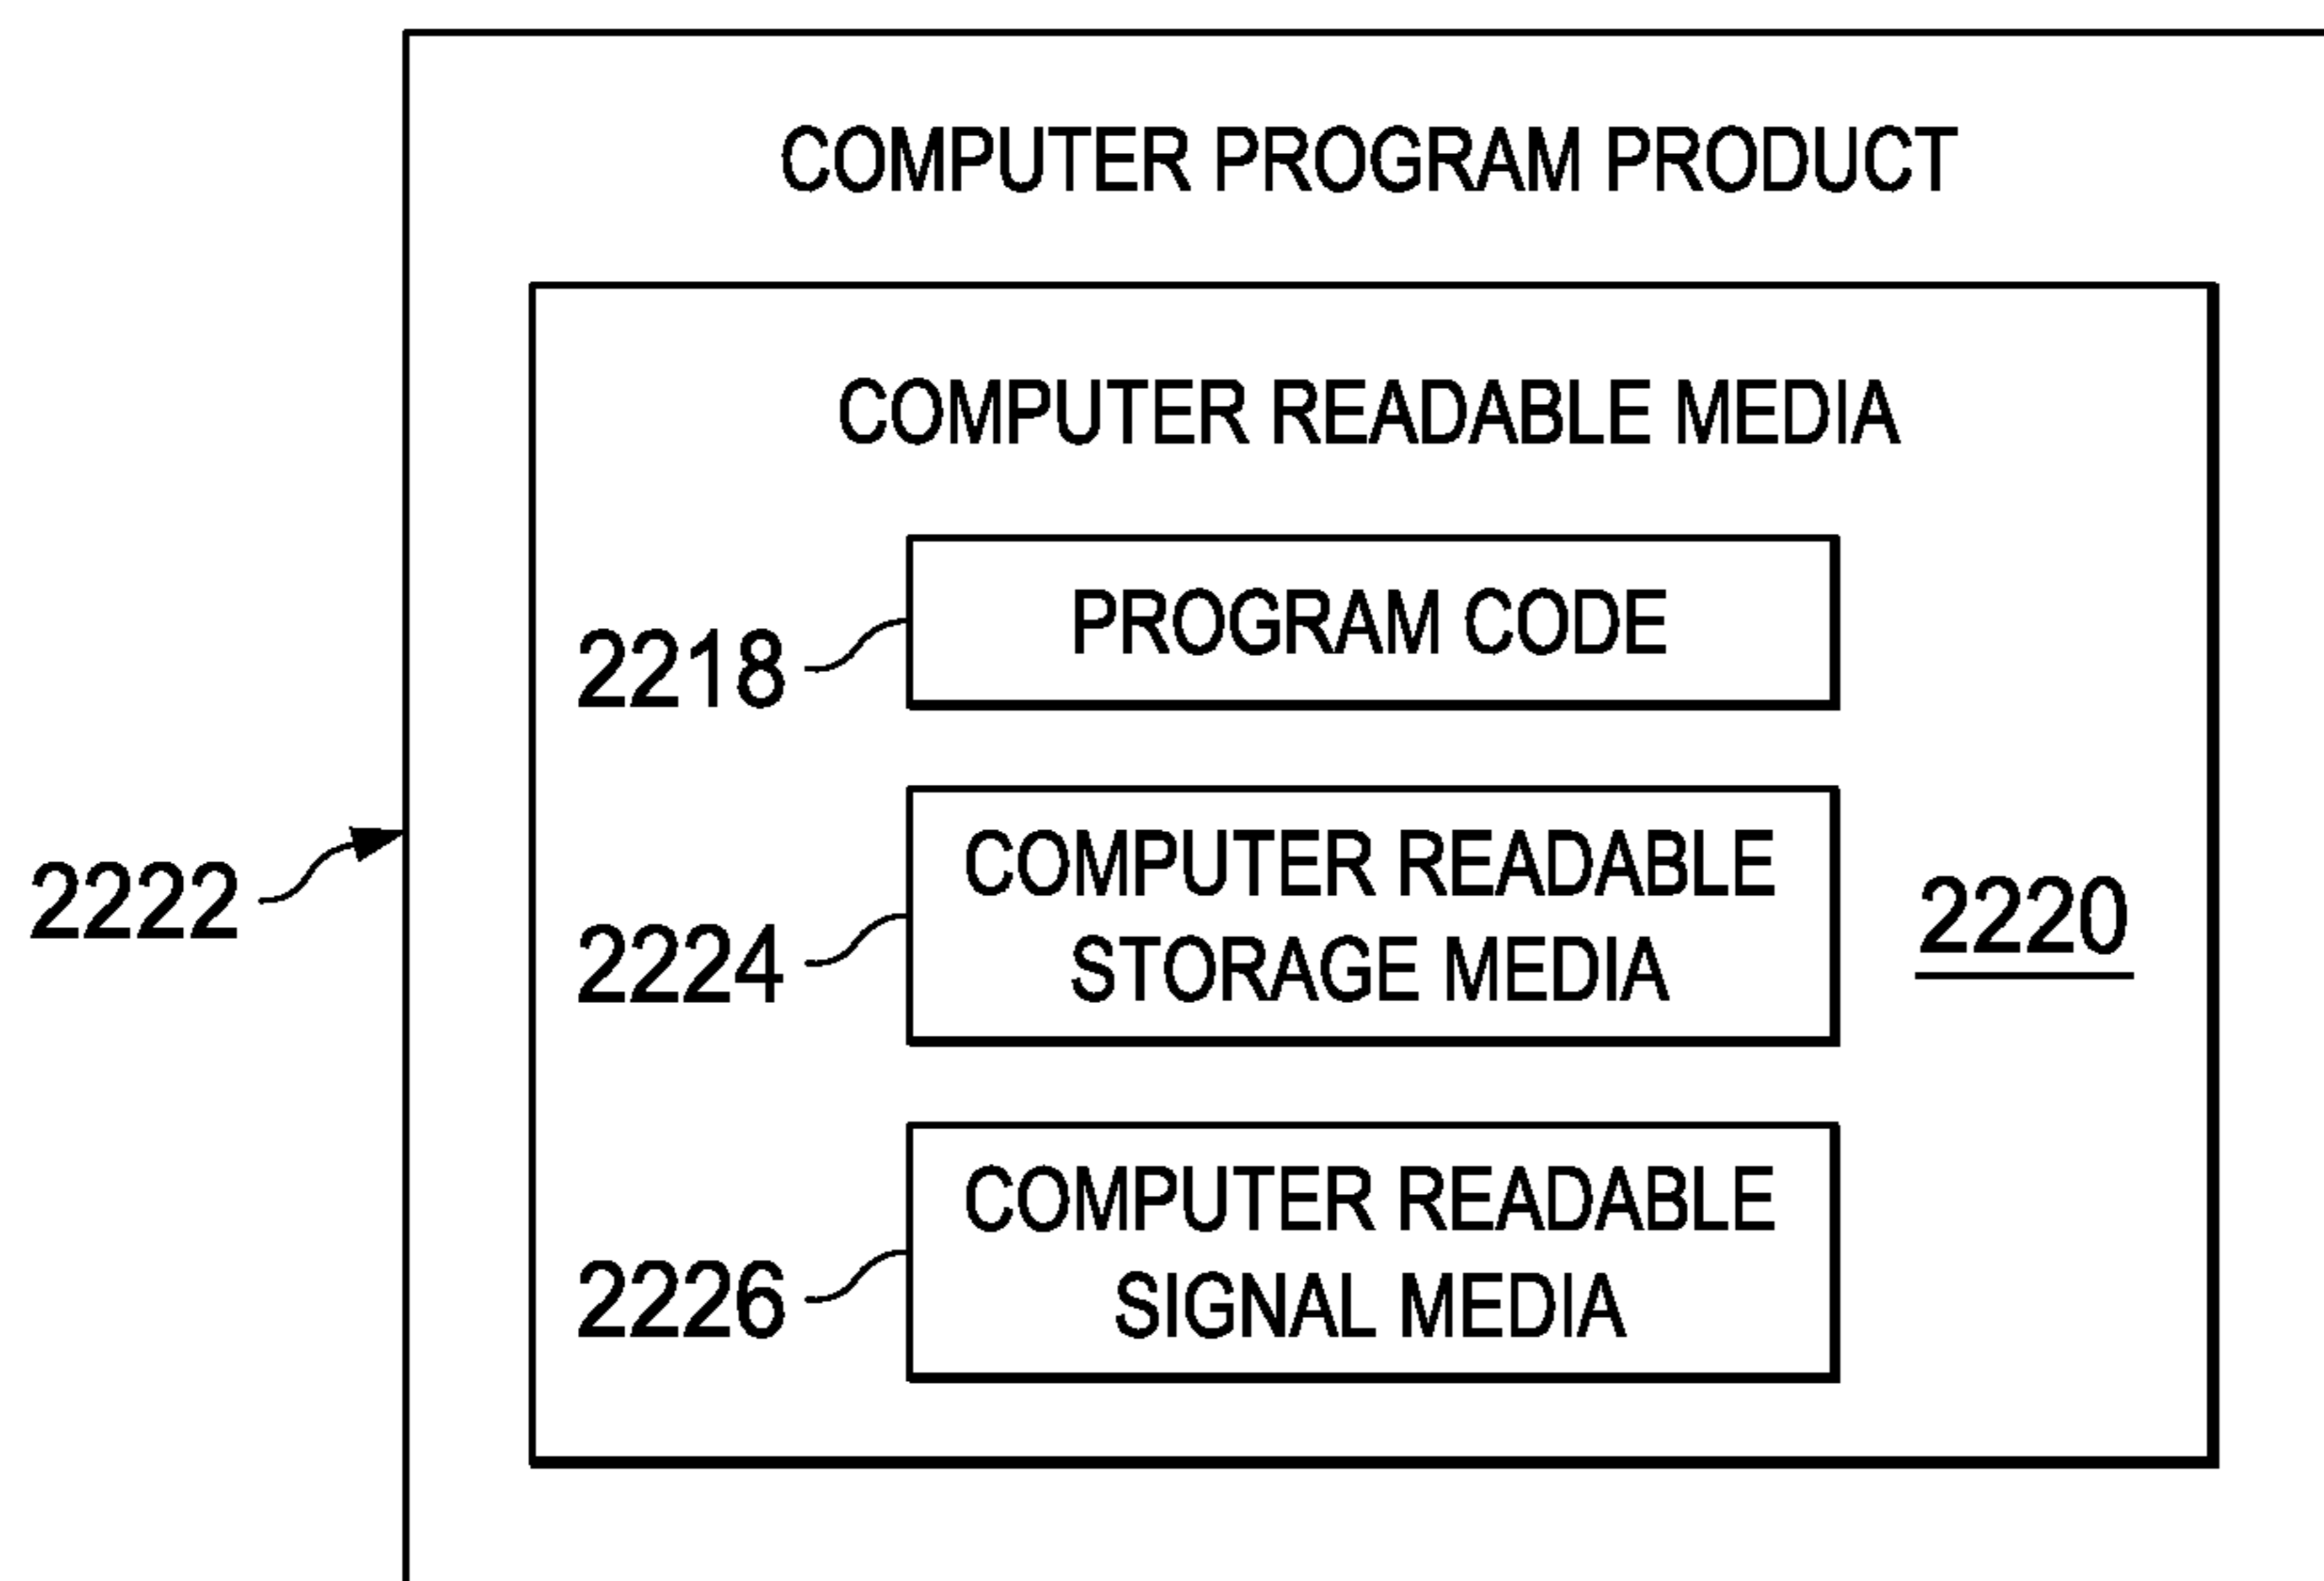 COMPUTER PROGRAM PRODUCT
COMPUTER READABLE MEDIA
PROGRAM CODE
2218
2222
COMPUTER READABLE
STORAGE MEDIA
2224
2220
COMPUTER READABLE
SIGNAL MEDIA
2226